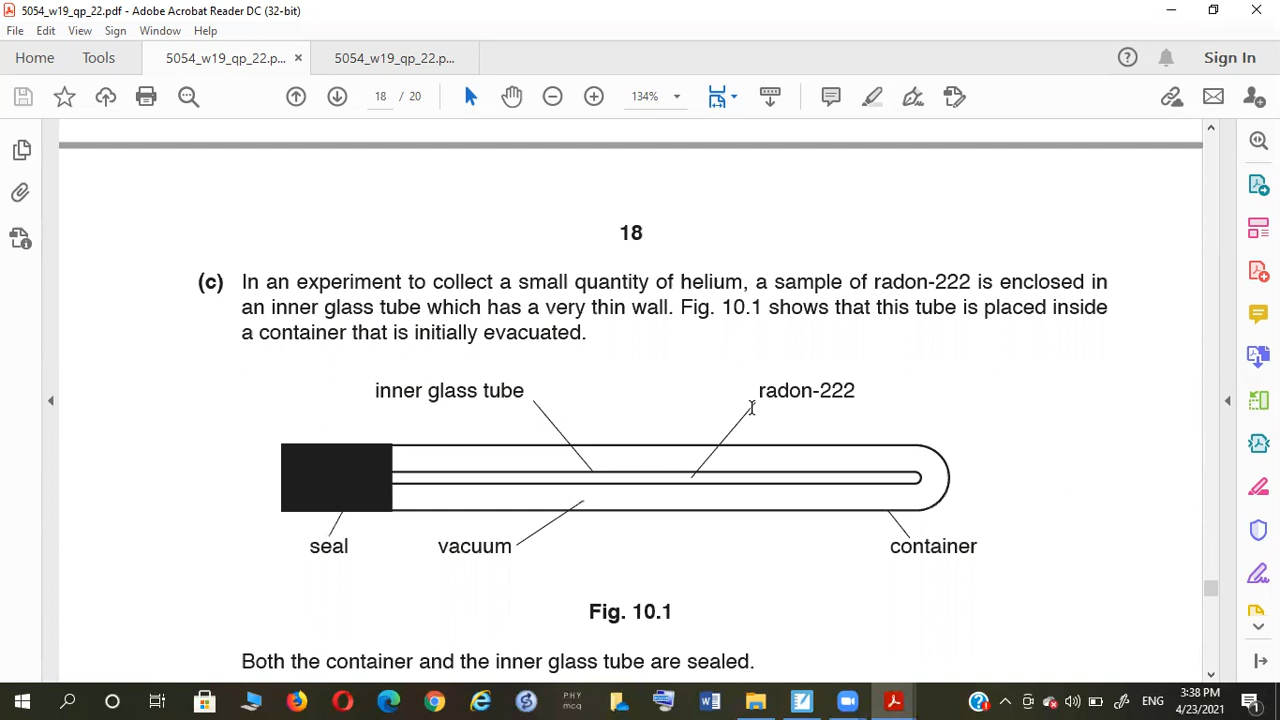 5054_w19_qp_22.pdf - Adobe Acrobat Reader DC (32-bit)
File Edit View Sign Window Help
Home Tools 5054_w19_qp_22.p... × 5054_w19_qp_22.p... Sign In
18 / 20 134%
18
(c) In an experiment to collect a small quantity of helium, a sample of radon-222 is enclosed in
an inner glass tube which has a very thin wall. Fig. 10.1 shows that this tube is placed inside
a container that is initially evacuated.
inner glass tube radon-222
seal vacuum container
Fig. 10.1
Both the container and the inner glass tube are sealed.
PHY
mcq
ENG
3:38 PM
4/23/2021